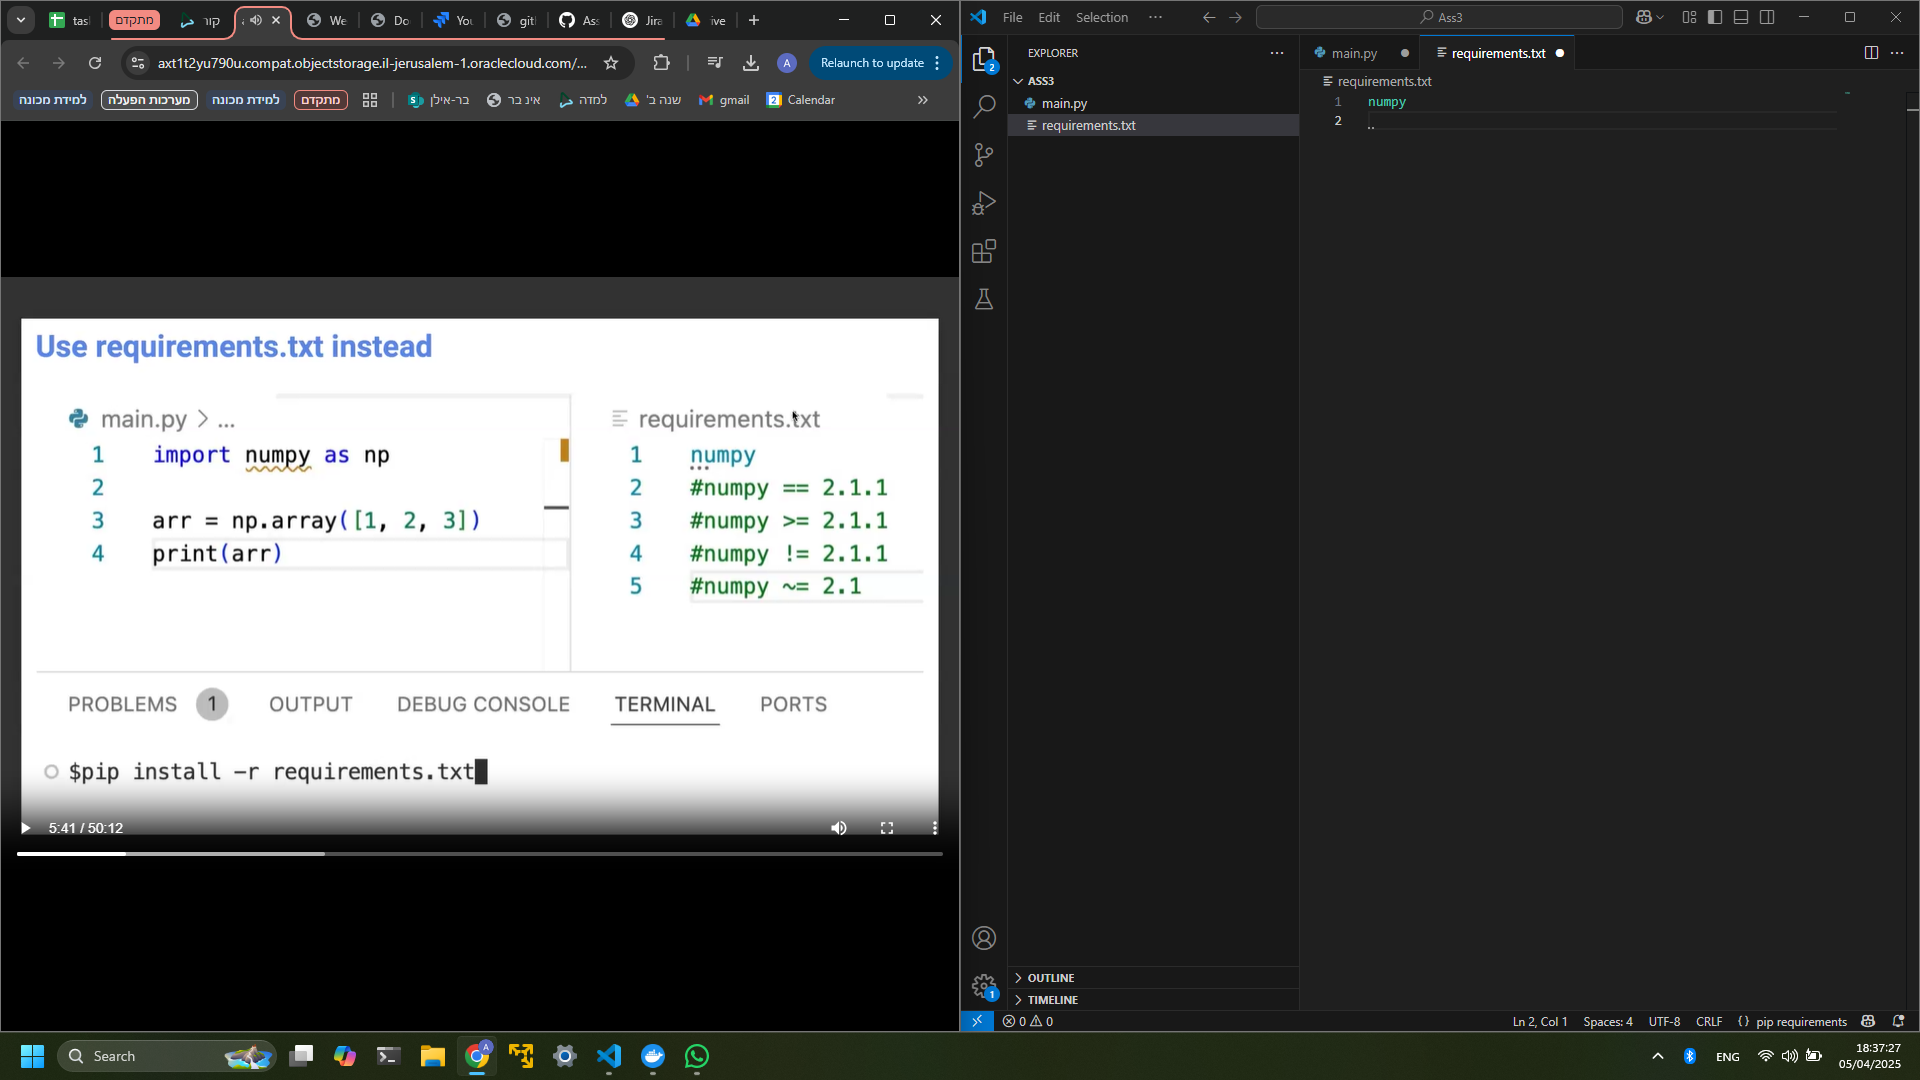 tasl
מתקדם
קור
We
Do
You
git
Ass
Jira
ive
axt1t2yu790u.compat.objectstorage.il-jerusalem-1.oraclecloud.com/...
A
Relaunch to update
למידת מכונה
מערכות הפעלה
למידת מכונה
מתקדם
בר-אילן
אינ בר
למדה
שנה ב'
gmail
Calendar
Use requirements.txt instead
main.py > ...
1 import numpy as np
2
3 arr = np.array([1, 2, 3])
4 print(arr)
requirements.txt
1 numpy
2 #numpy == 2.1.1
3 #numpy >= 2.1.1
4 #numpy != 2.1.1
5 #numpy ~= 2.1
PROBLEMS 1 OUTPUT DEBUG CONSOLE TERMINAL PORTS
$pip install -r requirements.txt
5:41 / 50:12
File Edit Selection ...
Ass3
EXPLORER
2
ASS3
main.py
requirements.txt
main.py
requirements.txt
requirements.txt
1 numpy
2
OUTLINE
TIMELINE
1
0 0
Ln 2, Col 1 Spaces: 4 UTF-8 CRLF {} pip requirements
Search
A
ENG
18:37:27
05/04/2025